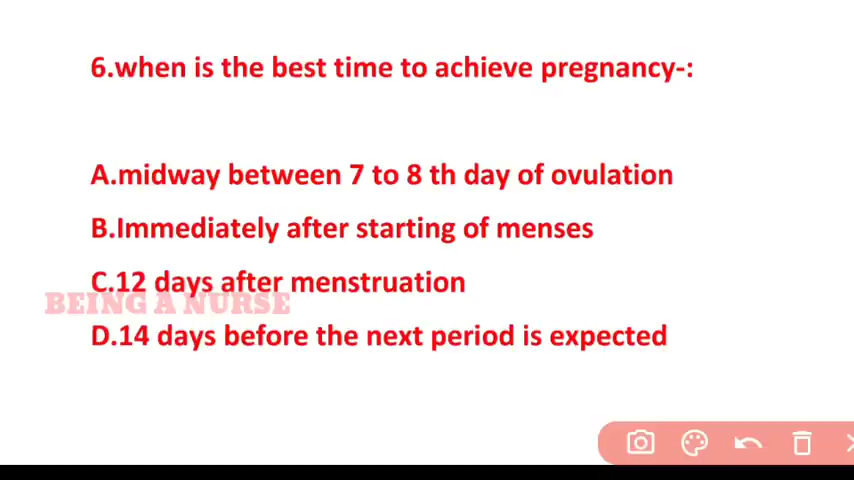 6.when is the best time to achieve pregnancy-:
A.midway between 7 to 8 th day of ovulation
B.Immediately after starting of menses
C.12 days after menstruation
BEING A NURSE
D.14 days before the next period is expected